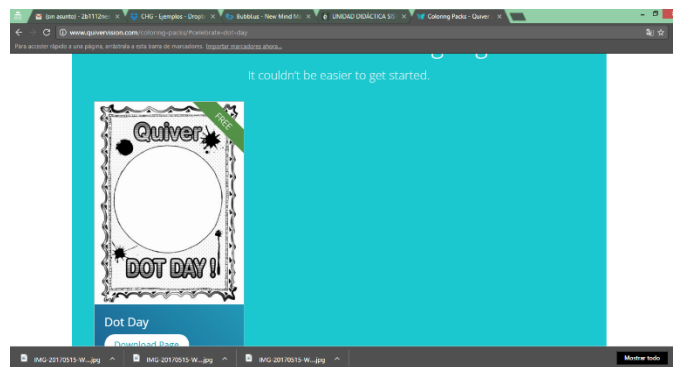 (sin asunto) - 2b1112ne
CHG - Ejemplos - Dropb
Bubblus - New Mind Ma
UNIDAD DIDÁCTICA SIS
Coloring Packs - Quiver
www.quivervision.com/coloring-packs/#celebrate-dot-day
Para acceder rápido a una página, arrástrala a esta barra de marcadores. Importar marcadores ahora...
It couldn't be easier to get started.
FREE
Quiver
DOT DAY!
Dot Day
Download Page
IMG-20170515-W....jpg
IMG-20170515-W....jpg
IMG-20170515-W....jpg
Mostrar todo